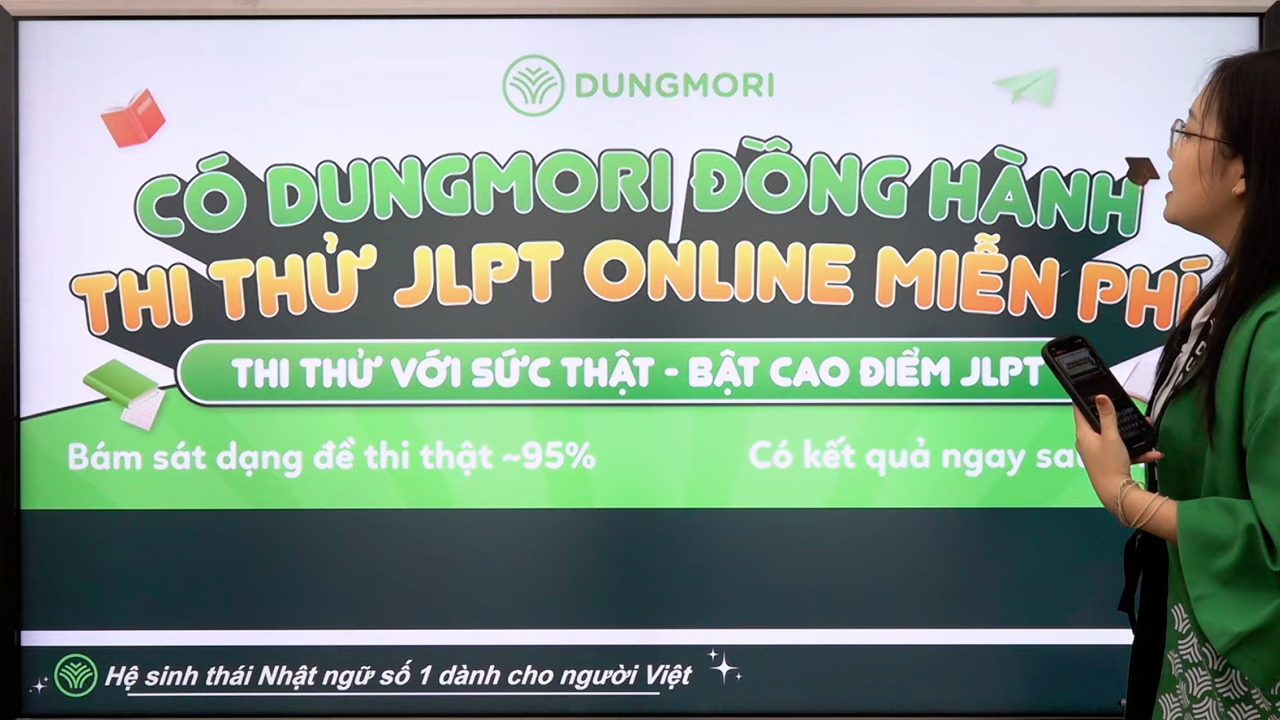 DUNGMORI
CÓ DUNGMORI ĐỒNG HÀNH
THI THỬ JLPT ONLINE MIỄN PHÍ
THI THỬ VỚI SỨC THẬT - BẬT CAO ĐIỂM JLPT
Bám sát dạng đề thi thật ~95%
Có kết quả ngay
Hệ sinh thái Nhật ngữ số 1 dành cho người Việt